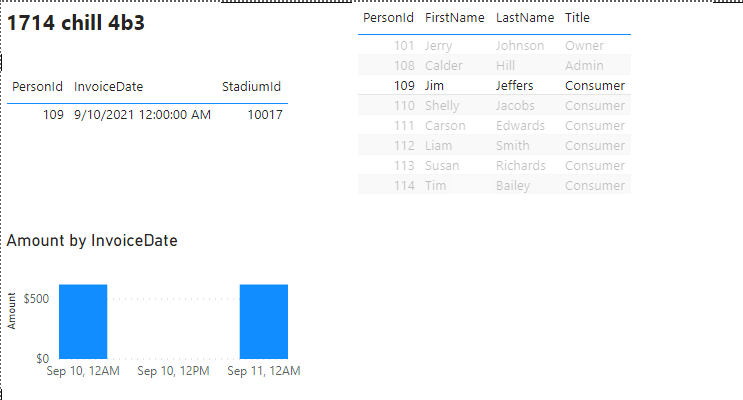 1714 chill 4b3
PersonId InvoiceDate StadiumId
109 9/10/2021 12:00:00 AM 10017
PersonId FirstName LastName Title
101 Jerry Johnson Owner
108 Calder Hill Admin
109 Jim Jeffers Consumer
110 Shelly Jacobs Consumer
111 Carson Edwards Consumer
112 Liam Smith Consumer
113 Susan Richards Consumer
114 Tim Bailey Consumer
Amount by InvoiceDate
Amount
$500
$0
Sep 10, 12AM Sep 10, 12PM Sep 11, 12AM